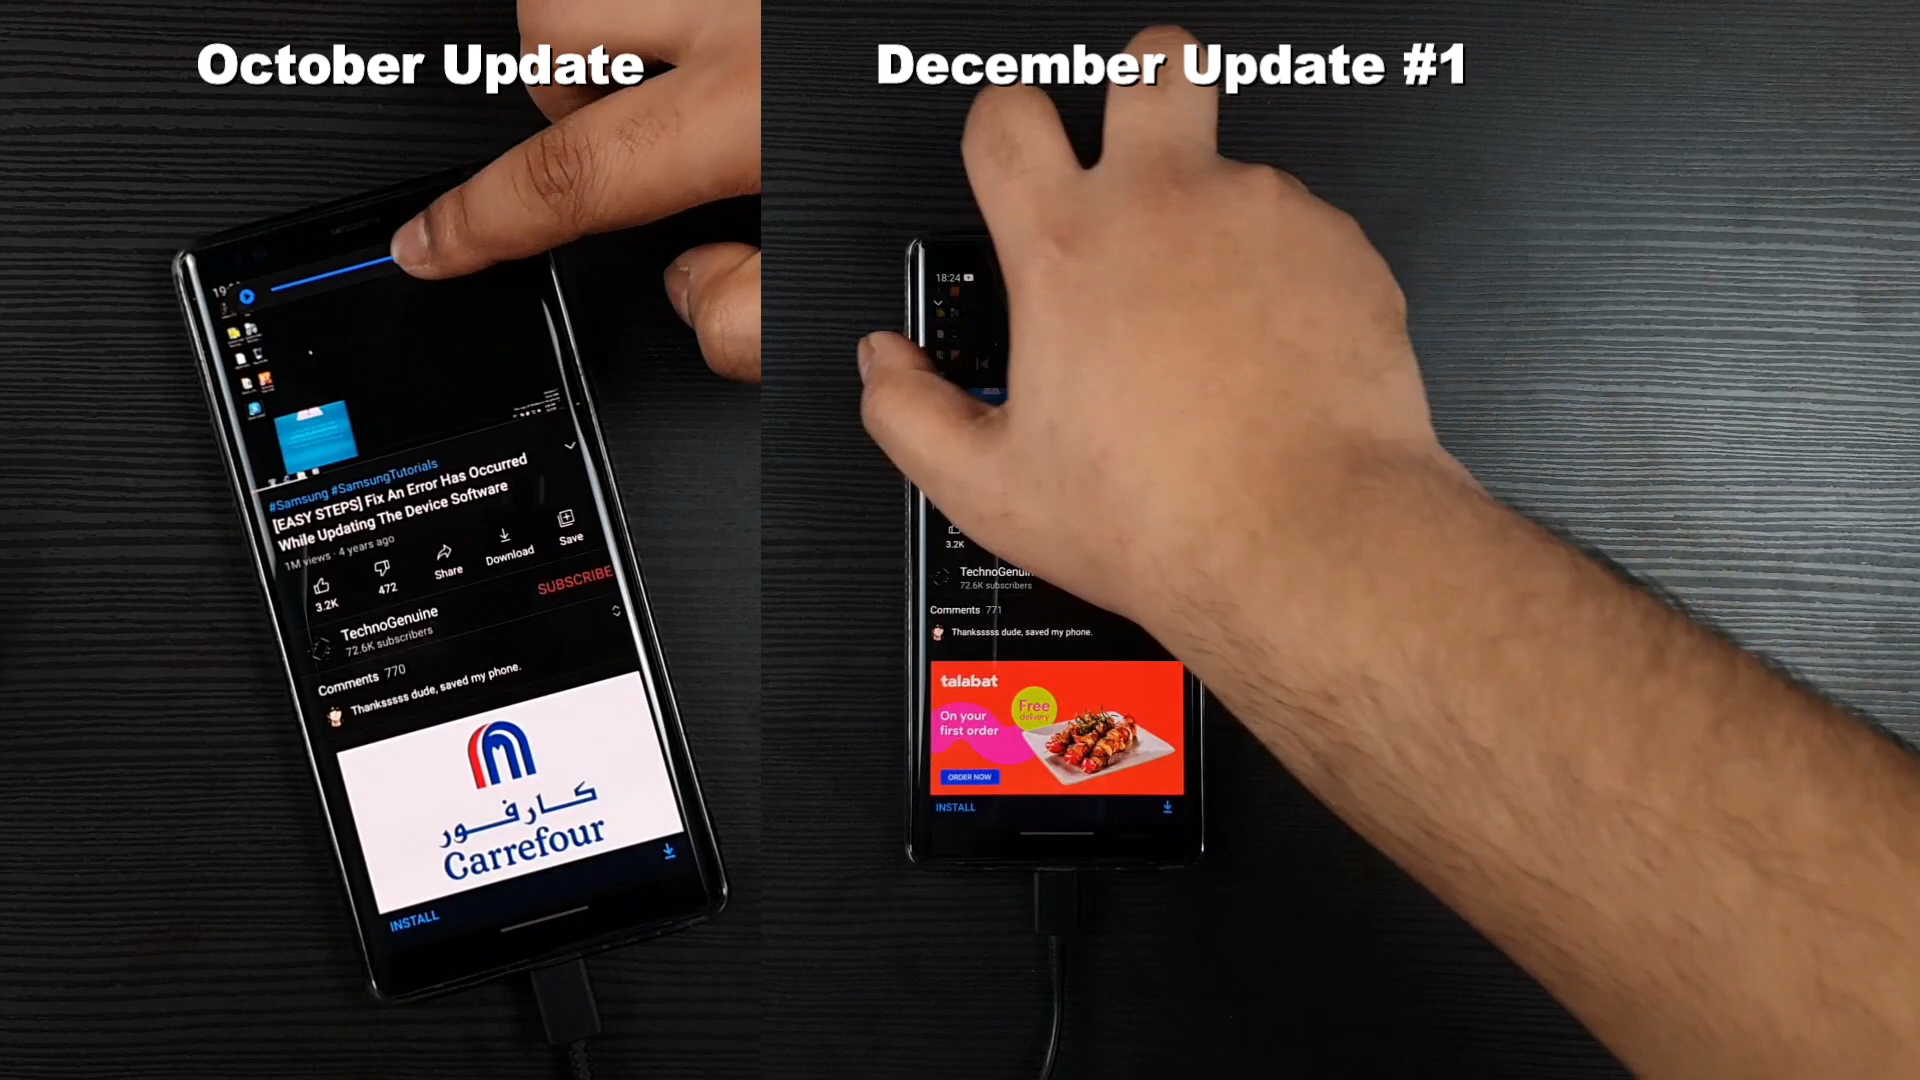 October Update
19:
#Samsung #SamsungTutorials
[EASY STEPS] Fix An Error Has Occurred
While Updating The Device Software
1M views · 4 years ago
3.2K
472
Share
Download
Save
TechnoGenuine
72.6K subscribers
SUBSCRIBE
Comments 770
Thanksssss dude, saved my phone.
كارفور
Carrefour
INSTALL
December Update #1
18:24
3.2K
TechnoGenuin
72.6K subscribers
Comments 771
Thanksssss dude, saved my phone.
talabat
Free
delivery
On your
first order
ORDER NOW
INSTALL